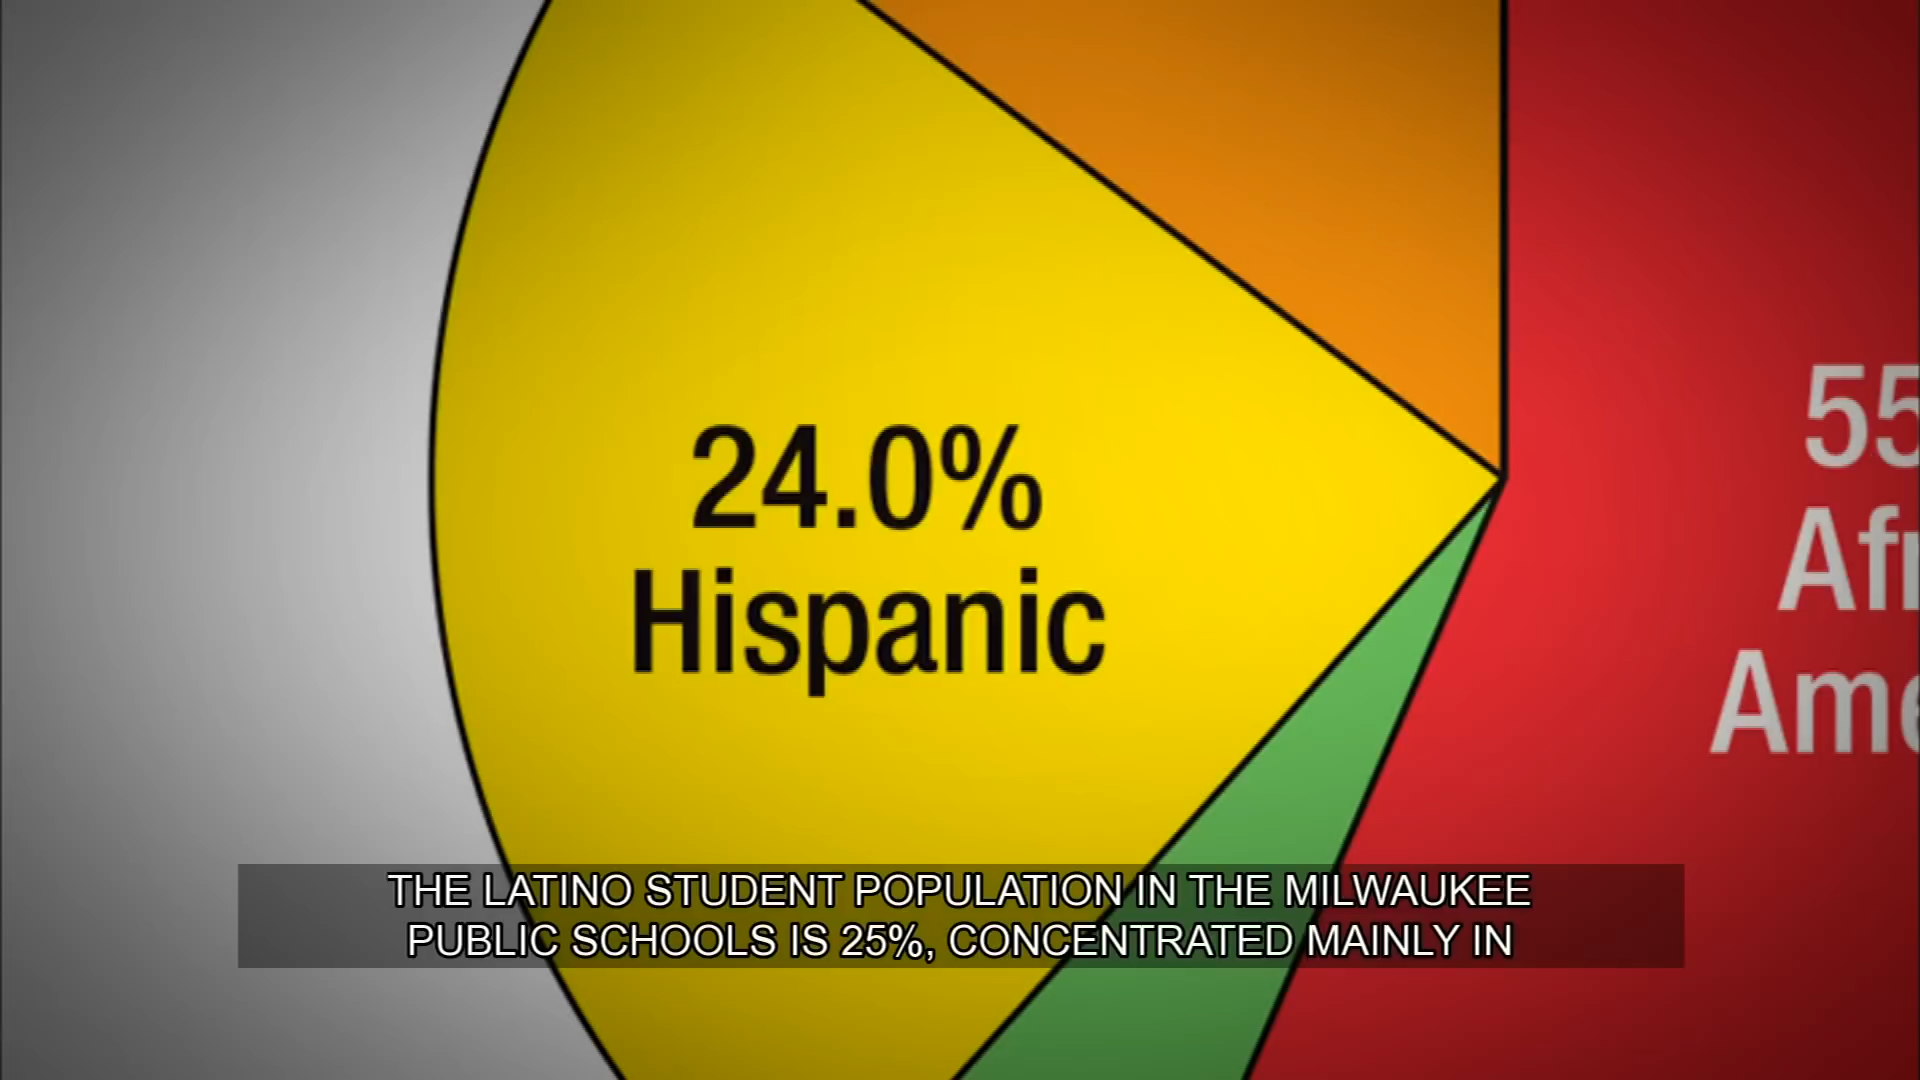 24.0%
Hispanic
55
Afr
Ame
THE LATINO STUDENT POPULATION IN THE MILWAUKEE
PUBLIC SCHOOLS IS 25%, CONCENTRATED MAINLY IN